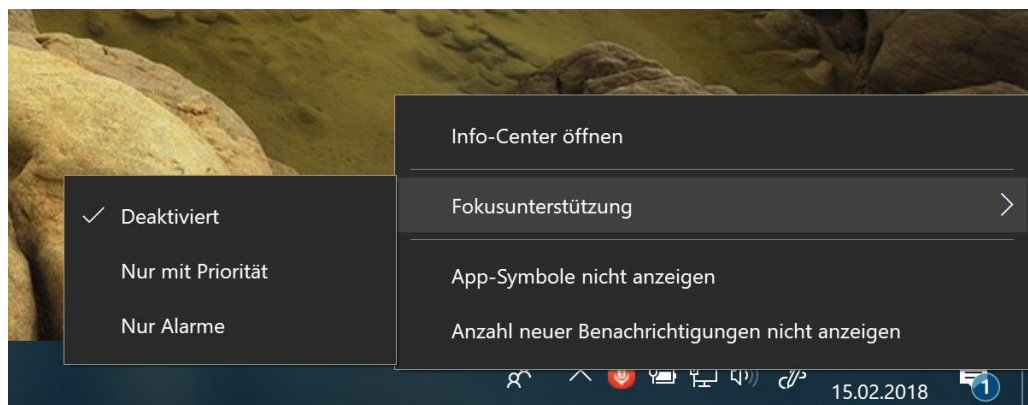 Info-Center öffnen
Fokusunterstützung
Deaktiviert
Nur mit Priorität
Nur Alarme
App-Symbole nicht anzeigen
Anzahl neuer Benachrichtigungen nicht anzeigen
15.02.2018
1